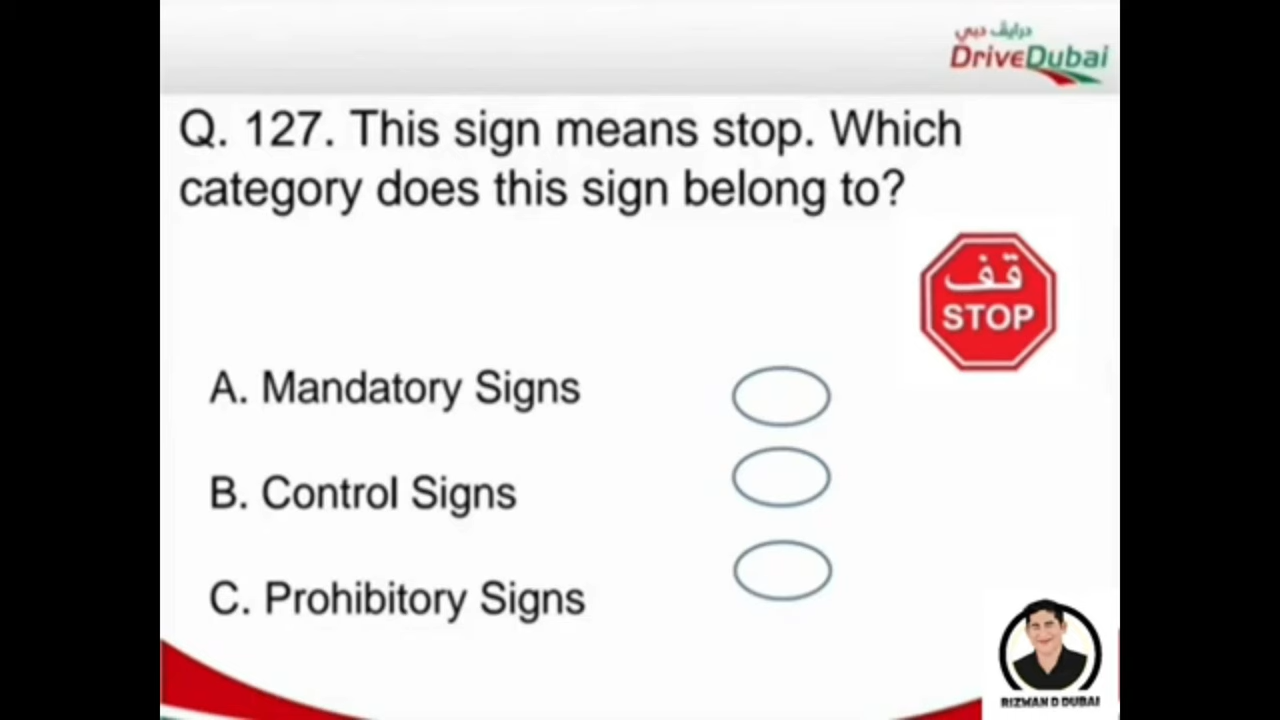 درايف دبي
DriveDubai
Q. 127. This sign means stop. Which
category does this sign belong to?
قف
STOP
A. Mandatory Signs
B. Control Signs
C. Prohibitory Signs
RIZWAN D DUBAI